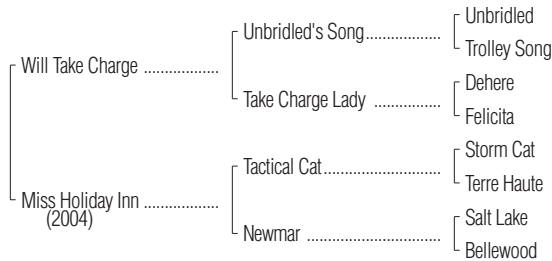 Unbridled
Unbridled's Song..................
Trolley Song
Will Take Charge ..................
Dehere
Take Charge Lady ................
Felicita
Storm Cat
Tactical Cat............................
Terre Haute
Miss Holiday Inn ..................
(2004)
Salt Lake
Newmar ................................
Bellewood